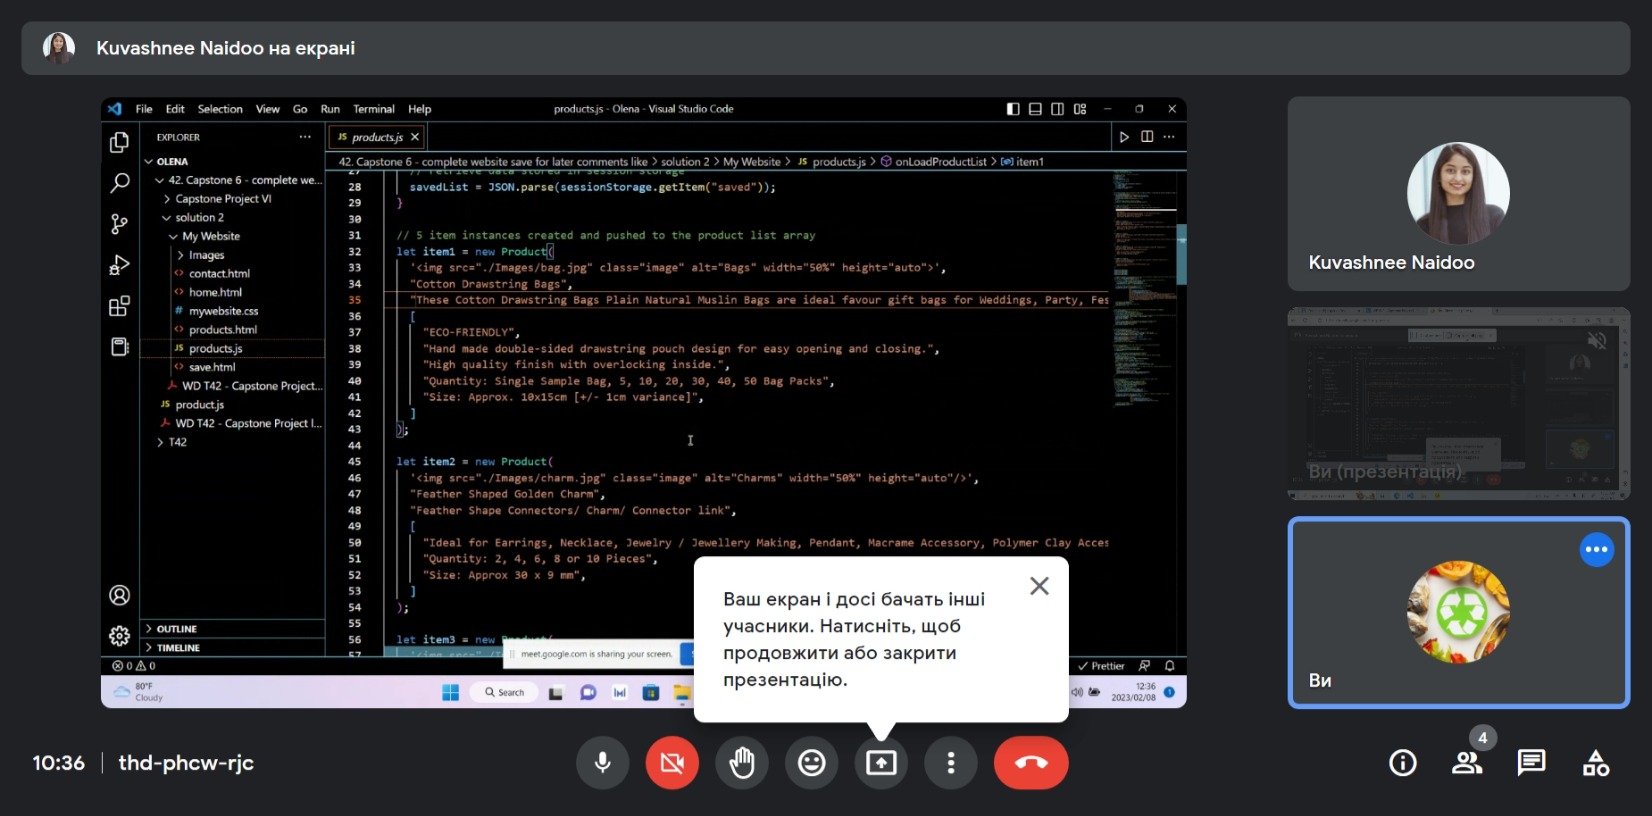 Kuvashnee Naidoo на екрані
File Edit Selection View Go Run Terminal Help
products.js - Olena - Visual Studio Code
EXPLORER
OLENA
42. Capstone 6 - complete we...
Capstone Project VI
solution 2
My Website
Images
contact.html
home.html
mywebsite.css
products.html
products.js
save.html
WD T42 - Capstone Project...
product.js
WD T42 - Capstone Project I...
T42
OUTLINE
TIMELINE
products.js
42. Capstone 6 - complete website save for later comments like > solution 2 > My Website > JS products.js > onLoadProductList > item1
27 // retrieve data stored in session storage
28 savedList = JSON.parse(sessionStorage.getItem("saved"));
29 }
30
31 // 5 item instances created and pushed to the product list array
32 let item1 = new Product(
33 '<img src="./Images/bag.jpg" class="image" alt="Bags" width="50%" height="auto">',
34 "Cotton Drawstring Bags",
35 "These Cotton Drawstring Bags Plain Natural Muslin Bags are ideal favour gift bags for Weddings, Party, Fes
36 [
37 "ECO-FRIENDLY",
38 "Hand made double-sided drawstring pouch design for easy opening and closing.",
39 "High quality finish with overlocking inside.",
40 "Quantity: Single Sample Bag, 5, 10, 20, 30, 40, 50 Bag Packs",
41 "Size: Approx. 10x15cm [+/- 1cm variance]",
42 ]
43 );
44
45 let item2 = new Product(
46 '<img src="./Images/charm.jpg" class="image" alt="Charms" width="50%" height="auto"/>',
47 "Feather Shaped Golden Charm",
48 "Feather Shape Connectors/ Charm/ Connector link",
49 [
50 "Ideal for Earrings, Necklace, Jewelry / Jewellery Making, Pendant, Macrame Accessory, Polymer Clay Acces
51 "Quantity: 2, 4, 6, 8 or 10 Pieces",
52 "Size: Approx 30 x 9 mm",
53 ]
54 );
55
56 let item3 = new Product(
57
meet.google.com is sharing your screen.
0 0
Prettier
80°F
Cloudy
Search
12:36
2023/02/08
Ваш екран і досі бачать інші
учасники. Натисніть, щоб
продовжити або закрити
презентацію.
Kuvashnee Naidoo
Ви (презентація)
Ви
10:36 | thd-phcw-rjc
4